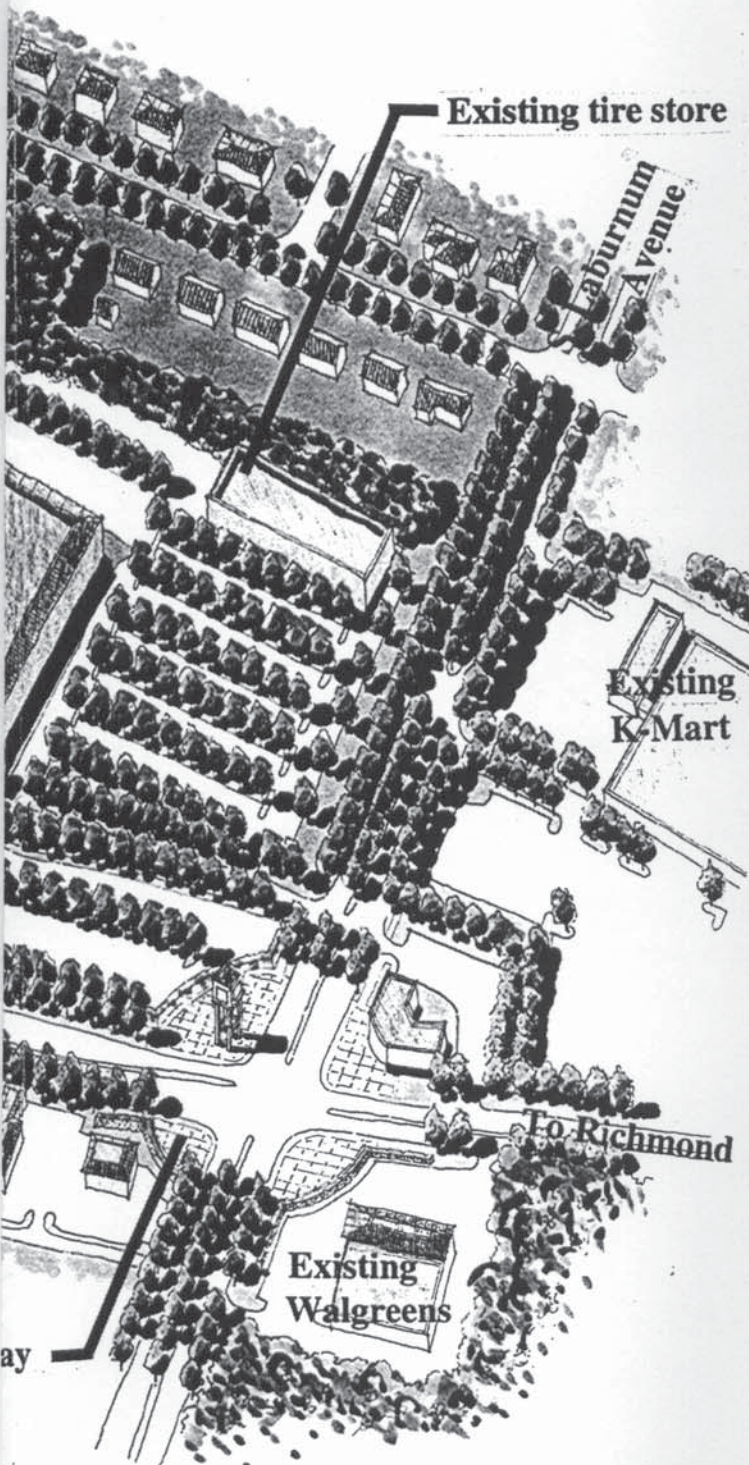 Existing tire store
Laburnum
Avenue
Existing
K-Mart
To Richmond
Existing
Walgreens
ay